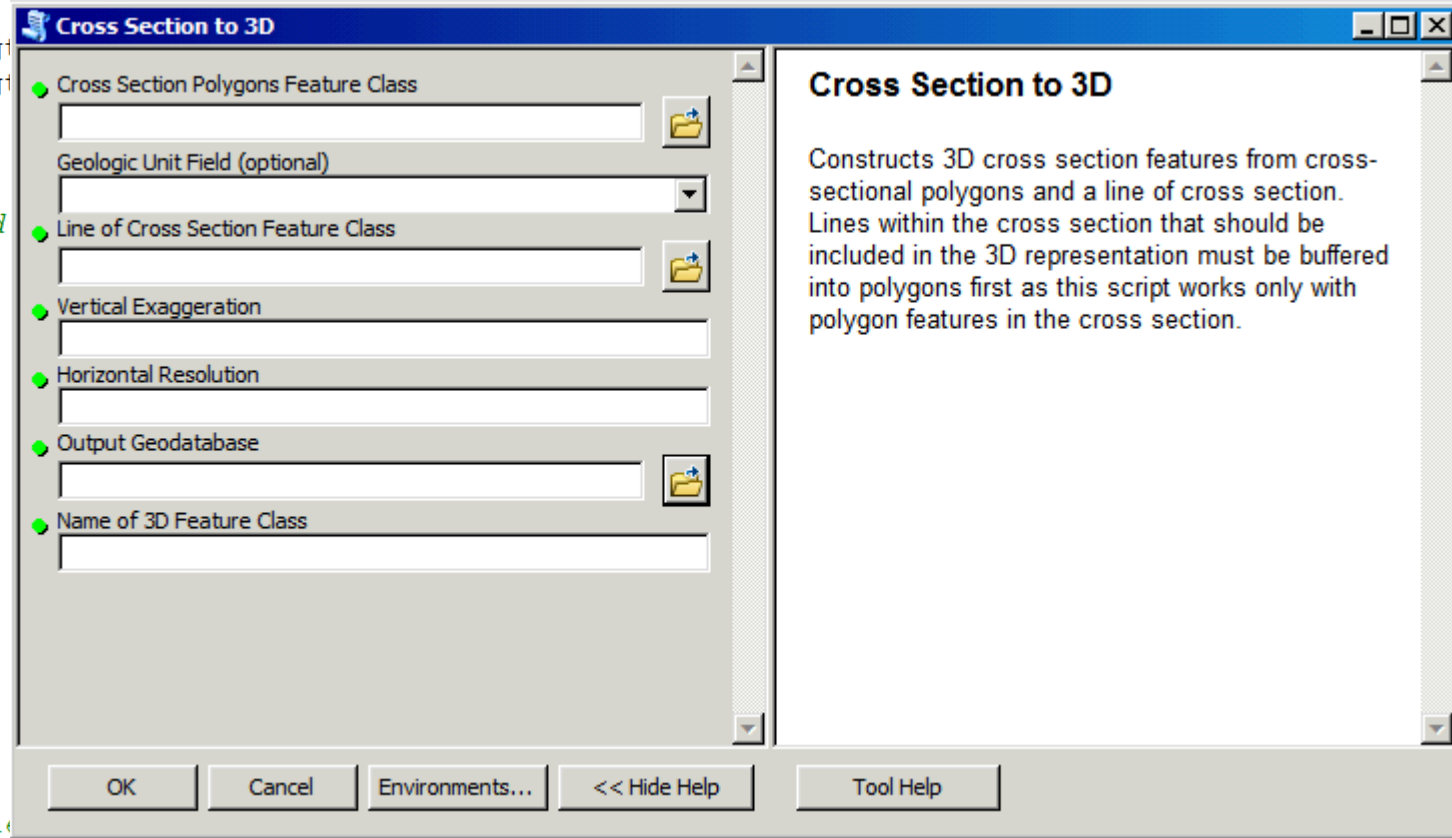 Cross Section to 3D
Cross Section Polygons Feature Class
Geologic Unit Field (optional)
Line of Cross Section Feature Class
Vertical Exaggeration
Horizontal Resolution
Output Geodatabase
Name of 3D Feature Class
OK
Cancel
Environments...
<< Hide Help
Cross Section to 3D
Constructs 3D cross section features from cross-
sectional polygons and a line of cross section.
Lines within the cross section that should be
included in the 3D representation must be buffered
into polygons first as this script works only with
polygon features in the cross section.
Tool Help